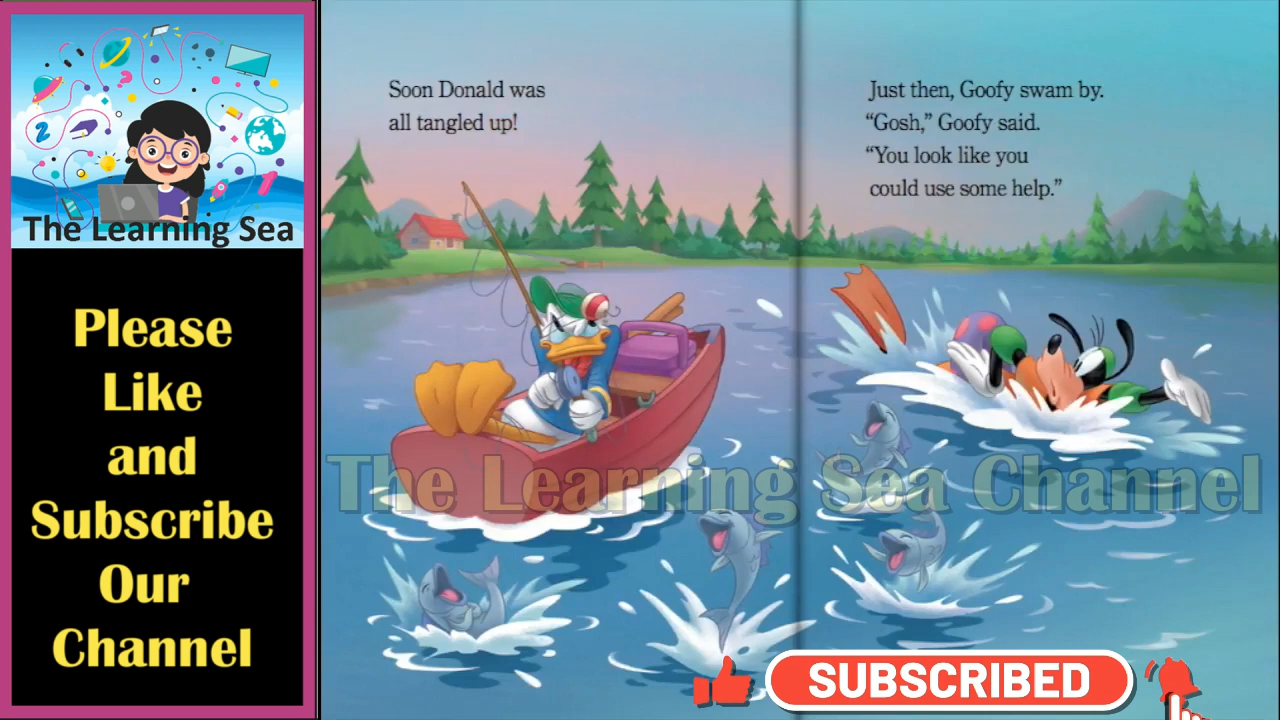 The Learning Sea
Please
Like
and
Subscribe
Our
Channel
Soon Donald was
all tangled up!
Just then, Goofy swam by.
“Gosh,” Goofy said.
“You look like you
could use some help.”
The Learning Sea Channel
SUBSCRIBED